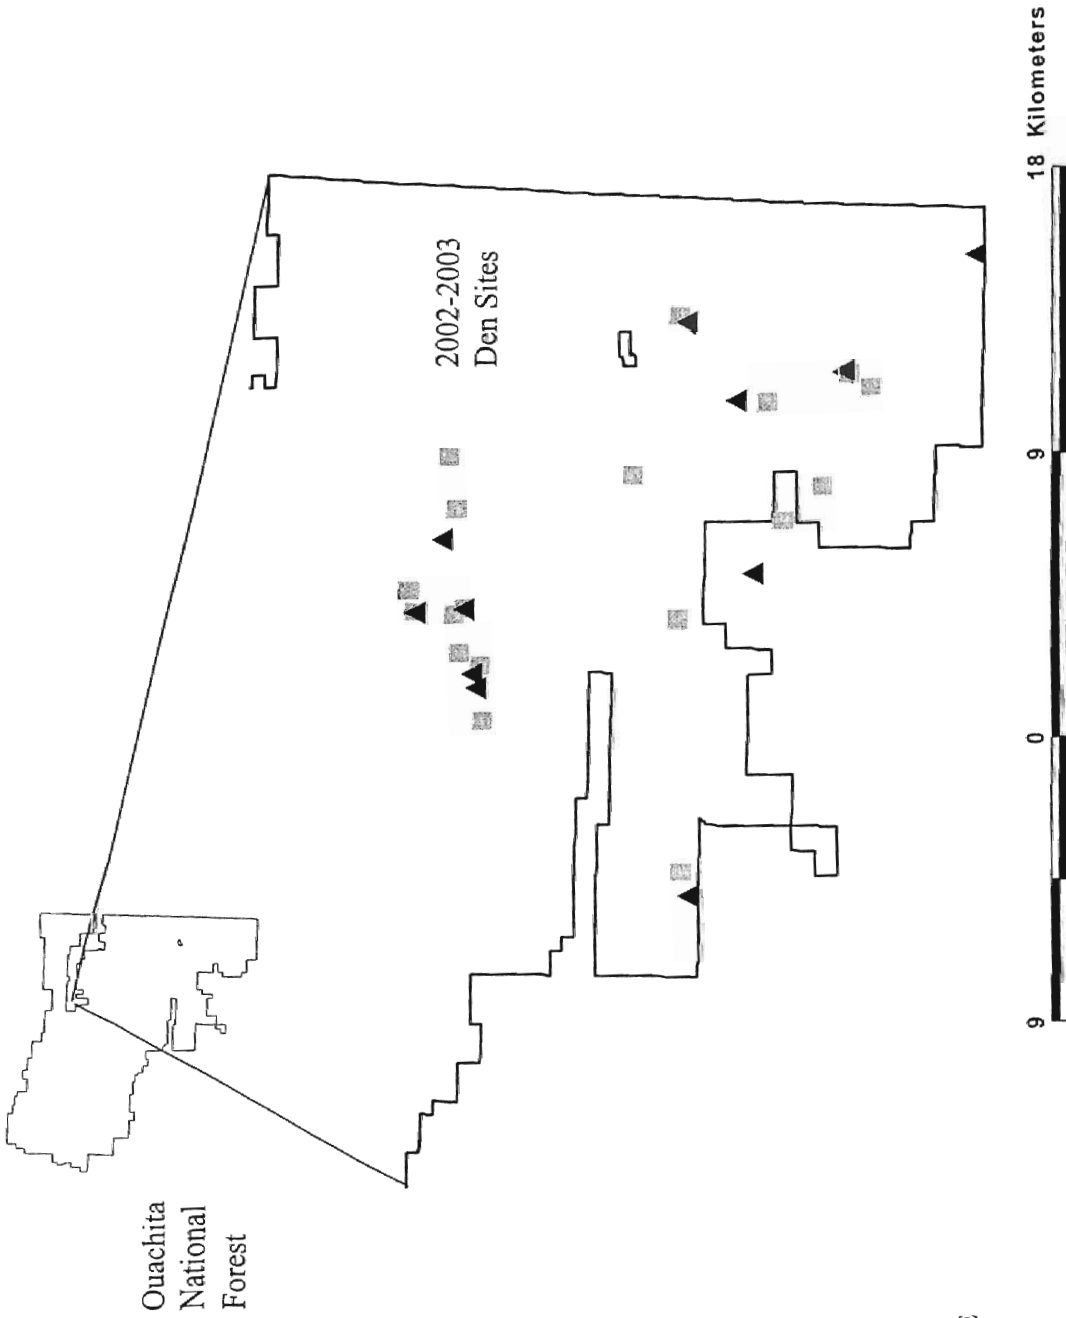 Ouachita
National
Forest
2002-2003
Den Sites
9 0 9 18 Kilometers